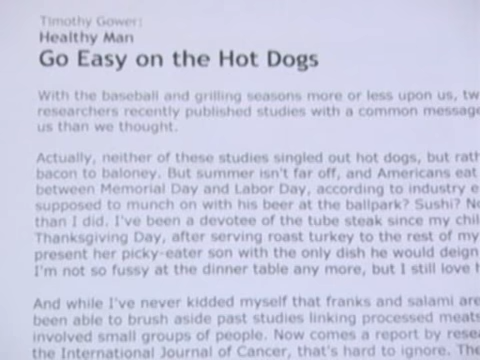 Timothy Gower:
Healthy Man
Go Easy on the Hot Dogs
With the baseball and grilling seasons more or less upon us, tw
researchers recently published studies with a common message
us than we thought.
Actually, neither of these studies singled out hot dogs, but rath
bacon to baloney. But summer isn't far off, and Americans eat
between Memorial Day and Labor Day, according to industry e
supposed to munch on with his beer at the ballpark? Sushi? No
than I did. I've been a devotee of the tube steak since my chil
Thanksgiving Day, after serving roast turkey to the rest of my
present her picky-eater son with the only dish he would deign
I'm not so fussy at the dinner table any more, but I still love h
And while I've never kidded myself that franks and salami are
been able to brush aside past studies linking processed meats
involved small groups of people. Now comes a report by resea
the International Journal of Cancer, that's hard to ignore. The